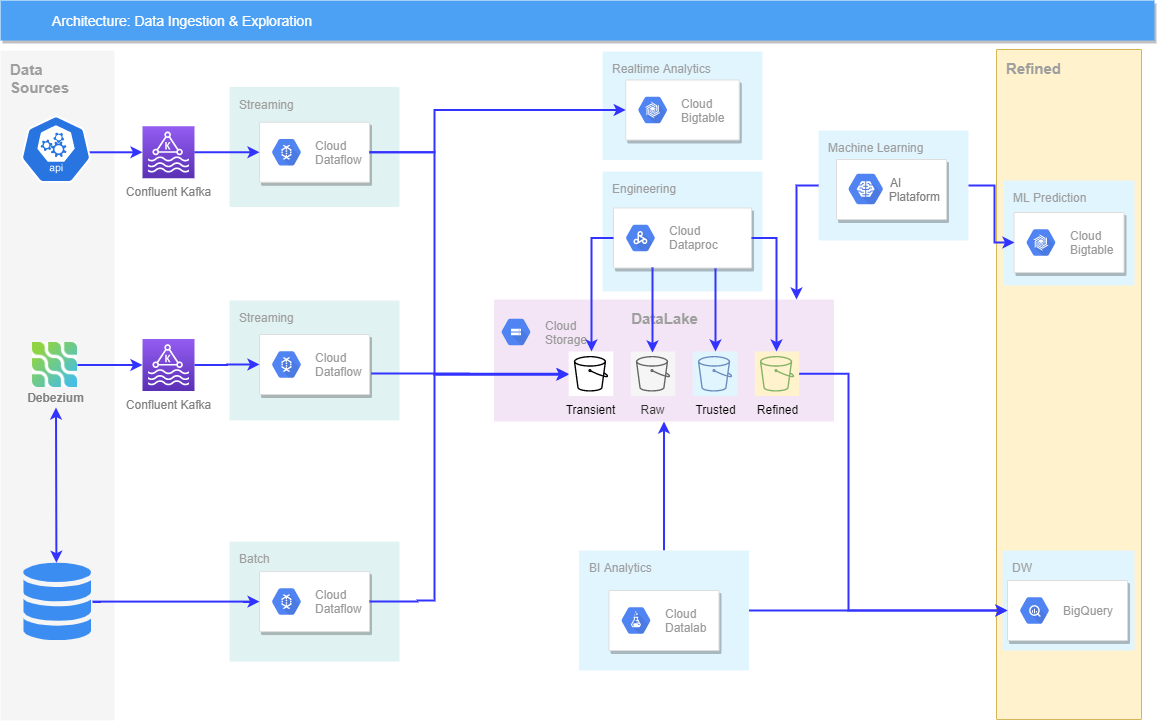 Architecture: Data Ingestion & Exploration
Data
Sources
api
Confluent Kafka
Streaming
Cloud
Dataflow
Debezium
Confluent Kafka
Streaming
Cloud
Dataflow
Batch
Cloud
Dataflow
Realtime Analytics
Cloud
Bigtable
Engineering
Cloud
Dataproc
Machine Learning
AI
Plataform
Cloud
Storage
DataLake
Transient
Raw
Trusted
Refined
BI Analytics
Cloud
Datalab
Refined
ML Prediction
Cloud
Bigtable
DW
BigQuery